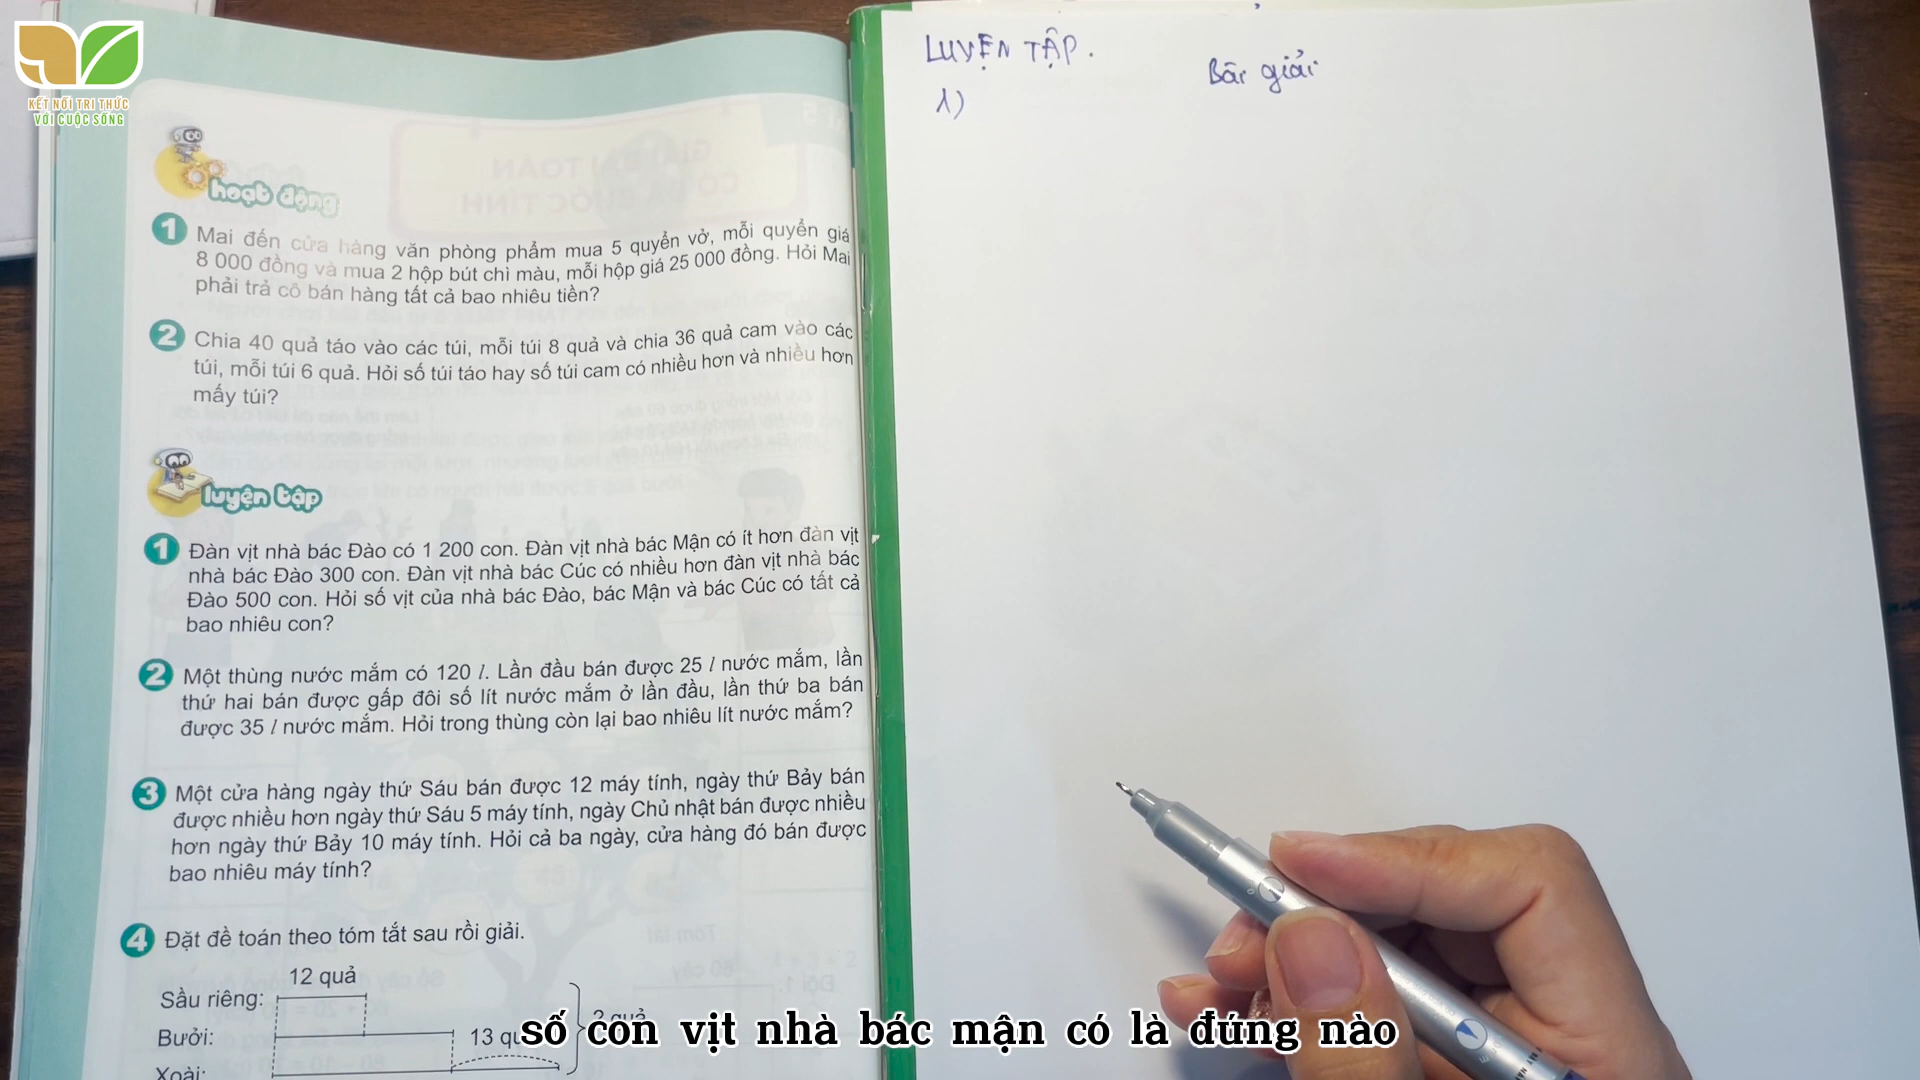 KẾT NỐI TRI THỨC
VỚI CUỘC SỐNG
hoạt động
1 Mai đến cửa hàng văn phòng phẩm mua 5 quyển vở, mỗi quyển giá
8 000 đồng và mua 2 hộp bút chì màu, mỗi hộp giá 25 000 đồng. Hỏi Mai
phải trả cô bán hàng tất cả bao nhiêu tiền?
2 Chia 40 quả táo vào các túi, mỗi túi 8 quả và chia 36 quả cam vào các
túi, mỗi túi 6 quả. Hỏi số túi táo hay số túi cam có nhiều hơn và nhiều hơn
mấy túi?
luyện tập
1 Đàn vịt nhà bác Đào có 1 200 con. Đàn vịt nhà bác Mận có ít hơn đàn vịt
nhà bác Đào 300 con. Đàn vịt nhà bác Cúc có nhiều hơn đàn vịt nhà bác
Đào 500 con. Hỏi số vịt của nhà bác Đào, bác Mận và bác Cúc có tất cả
bao nhiêu con?
2 Một thùng nước mắm có 120 l. Lần đầu bán được 25 l nước mắm, lần
thứ hai bán được gấp đôi số lít nước mắm ở lần đầu, lần thứ ba bán
được 35 l nước mắm. Hỏi trong thùng còn lại bao nhiêu lít nước mắm?
3 Một cửa hàng ngày thứ Sáu bán được 12 máy tính, ngày thứ Bảy bán
được nhiều hơn ngày thứ Sáu 5 máy tính, ngày Chủ nhật bán được nhiều
hơn ngày thứ Bảy 10 máy tính. Hỏi cả ba ngày, cửa hàng đó bán được
bao nhiêu máy tính?
4 Đặt đề toán theo tóm tắt sau rồi giải.
12 quả
Sầu riêng:
Bưởi:
13
Xoài:
LUYỆN TẬP.
Bài giải
1)
số con vịt nhà bác mận có là đứng nào